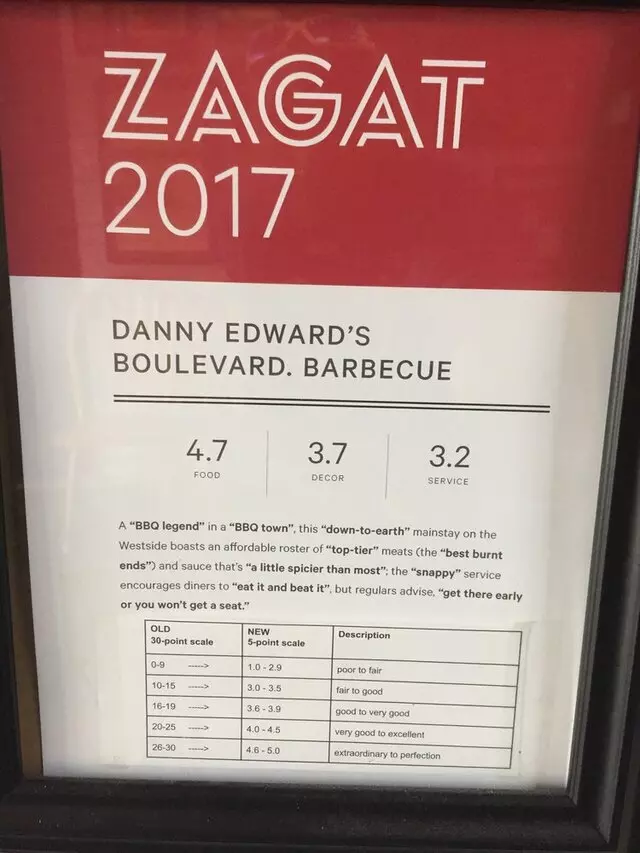 ZAGAT
2017
DANNY EDWARD'S
BOULEVARD. BARBECUE
4.7 3.7 3.2
FOOD DECOR SERVICE
A "BBQ legend" in a "BBQ town", this "down-to-earth" mainstay on the
Westside boasts an affordable roster of "top-tier" meats (the "best burnt
ends") and sauce that's "a little spicier than most"; the "snappy" service
encourages diners to "eat it and beat it", but regulars advise, "get there early
or you won't get a seat."
OLD NEW Description
30-point scale 5-point scale
0-9 -----> 1.0 - 2.9 poor to fair
10-15 -----> 3.0 - 3.5 fair to good
16-19 -----> 3.6 - 3.9 good to very good
20-25 -----> 4.0 - 4.5 very good to excellent
26-30 -----> 4.6 - 5.0 extraordinary to perfection